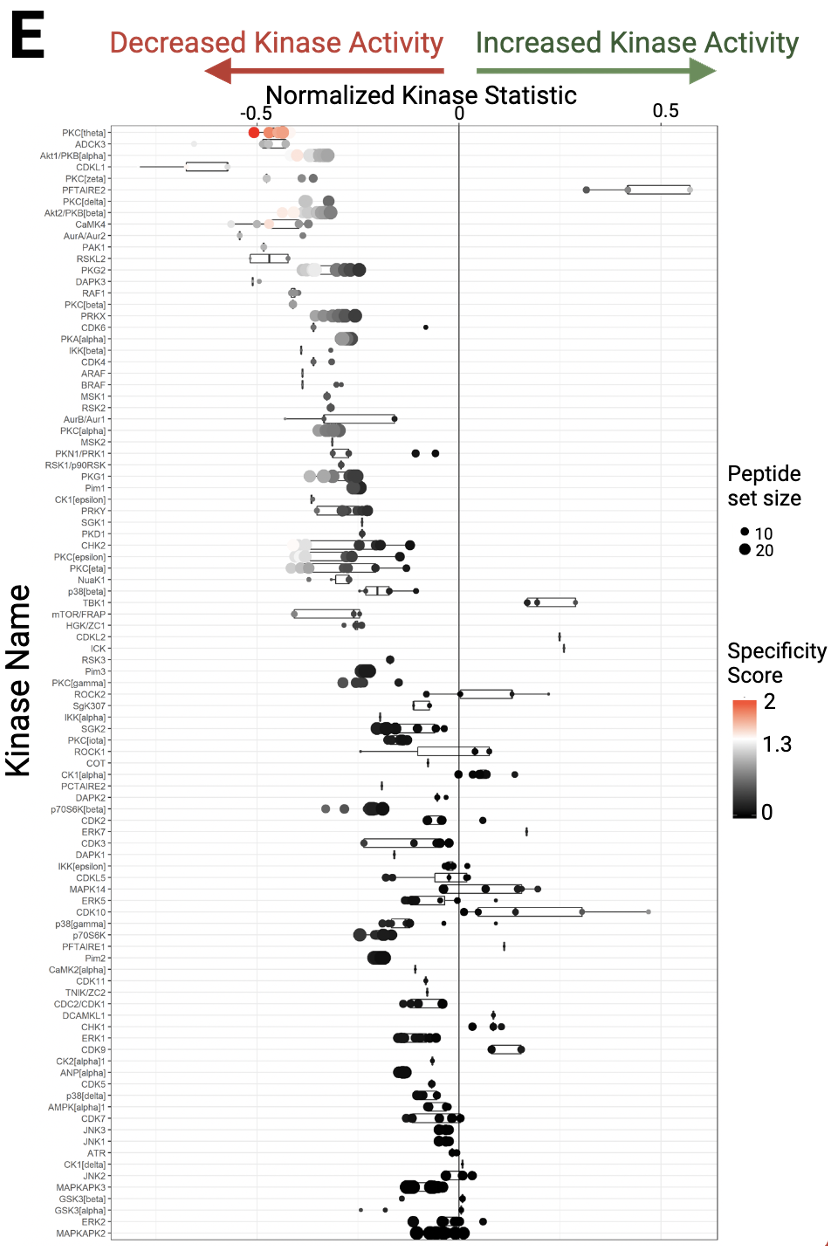 E
Decreased Kinase Activity
Increased Kinase Activity
Normalized Kinase Statistic
-0.5
0
0.5
Kinase Name
PKC[theta]
ADCK3
Akt1/PKB[alpha]
CDKL1
PKC[zeta]
PFTAIRE2
PKC[delta]
Akt2/PKB[beta]
CaMK4
AurA/Aur2
PAK1
RSKL2
PKG2
DAPK3
RAF1
PKC[beta]
PRKX
CDK6
PKA[alpha]
IKK[beta]
CDK4
ARAF
BRAF
MSK1
RSK2
AurB/Aur1
PKC[alpha]
MSK2
PKN1/PRK1
RSK1/p90RSK
PKG1
Pim1
CK1[epsilon]
PRKY
SGK1
PKD1
CHK2
PKC[epsilon]
PKC[eta]
NuaK1
p38[beta]
TBK1
mTOR/FRAP
HGK/ZC1
CDKL2
ICK
RSK3
Pim3
PKC[gamma]
ROCK2
SgK307
IKK[alpha]
SGK2
PKC[iota]
ROCK1
COT
CK1[alpha]
PCTAIRE2
DAPK2
p70S6K[beta]
CDK2
ERK7
CDK3
DAPK1
IKK[epsilon]
CDKL5
MAPK14
ERK5
CDK10
p38[gamma]
p70S6K
PFTAIRE1
Pim2
CaMK2[alpha]
CDK11
TNIK/ZC2
CDC2/CDK1
DCAMKL1
CHK1
ERK1
CDK9
CK2[alpha]1
ANP[alpha]
CDK5
p38[delta]
AMPK[alpha]1
CDK7
JNK3
JNK1
ATR
CK1[delta]
JNK2
MAPKAPK3
GSK3[beta]
GSK3[alpha]
ERK2
MAPKAPK2
Peptide
set size
10
20
Specificity
Score
2
1.3
0